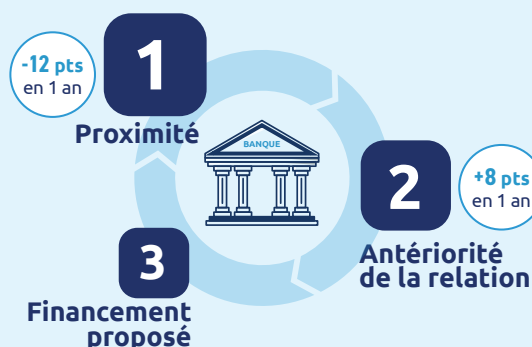 -12 pts
en 1 an
1
Proximité
BANQUE
2
+8 pts
en 1 an
Antériorité
de la relation
3
Financement
proposé